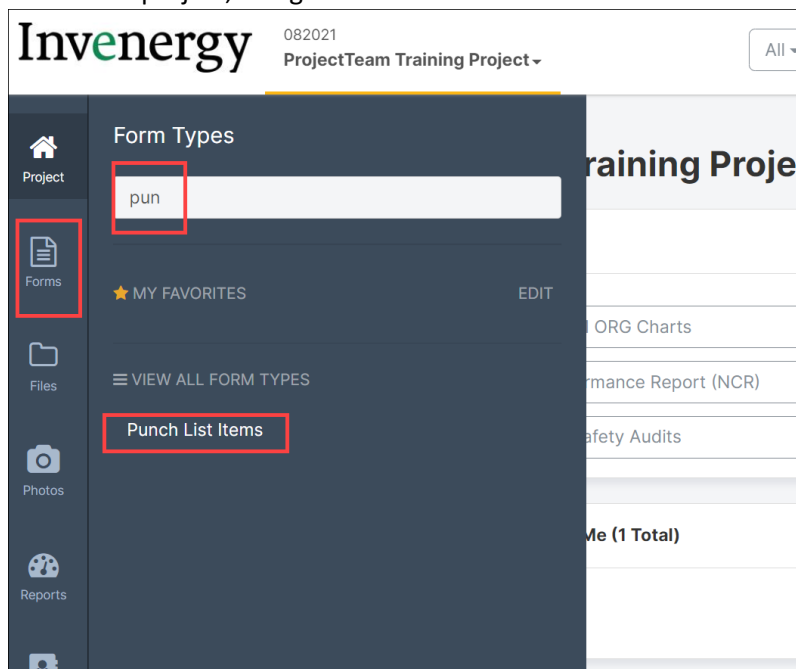 Invenergy
082021
ProjectTeam Training Project
All
Project
Forms
Files
Photos
Reports
Form Types
pun
MY FAVORITES
EDIT
VIEW ALL FORM TYPES
Punch List Items
raining Proje
ORG Charts
rmance Report (NCR)
afety Audits
Me (1 Total)